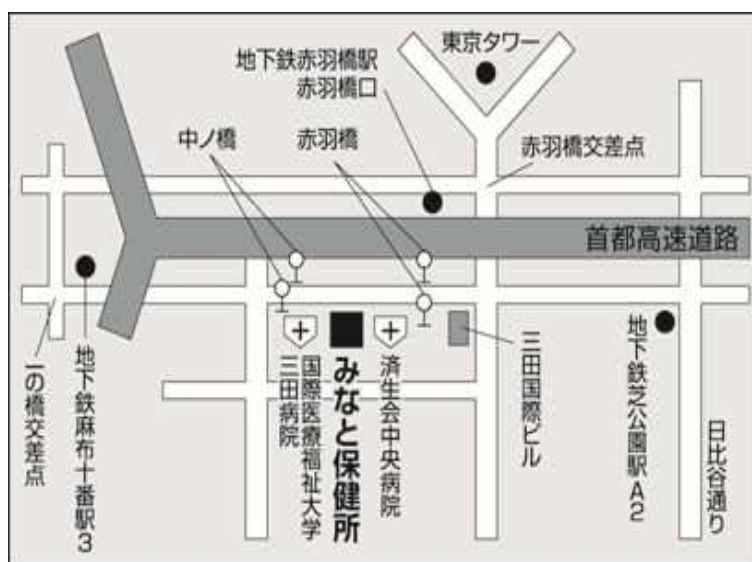 東京タワー
地下鉄赤羽橋駅
赤羽橋口
中ノ橋
赤羽橋
赤羽橋交差点
首都高速道路
一の橋交差点
地下鉄麻布十番駅3
国際医療福祉大学
三田病院
みなと保健所
済生会中央病院
三田国際ビル
地下鉄芝公園駅A2
日比谷通り